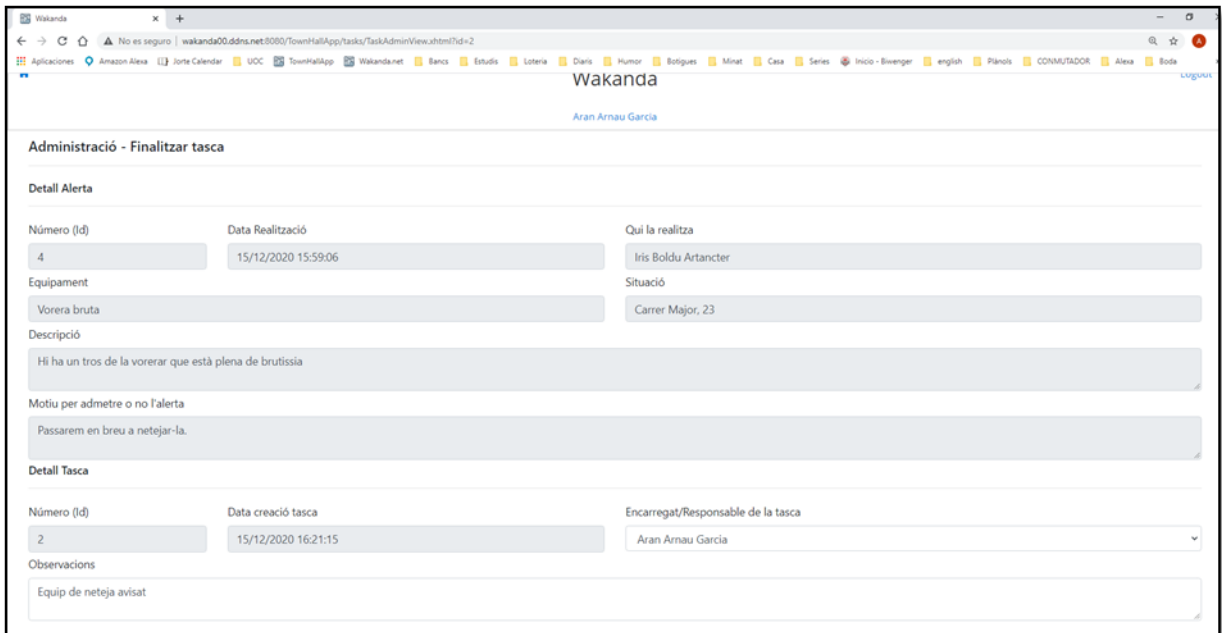 Wakanda
No es seguro | wakanda00.ddns.net:8080/TownHallApp/tasks/TaskAdminView.xhtml?id=2
Aplicaciones Amazon Alexa Jorte Calendar UOC TownHallApp Wakanda.net Bancs Estudis Loteria Diaris Humor Botigues Minat Casa Series Inicio - Biwenger english Plànols CONMUTADOR Alexa Boda
Wakanda Logout
Aran Arnau Garcia
Administració - Finalitzar tasca
Detall Alerta
Número (Id) Data Realització Qui la realitza
4 15/12/2020 15:59:06 Iris Boldu Artancter
Equipament Situació
Vorera bruta Carrer Major, 23
Descripció
Hi ha un tros de la vorerar que està plena de brutissia
Motiu per admetre o no l'alerta
Passarem en breu a netejar-la.
Detall Tasca
Número (Id) Data creació tasca Encarregat/Responsable de la tasca
2 15/12/2020 16:21:15 Aran Arnau Garcia
Observacions
Equip de neteja avisat